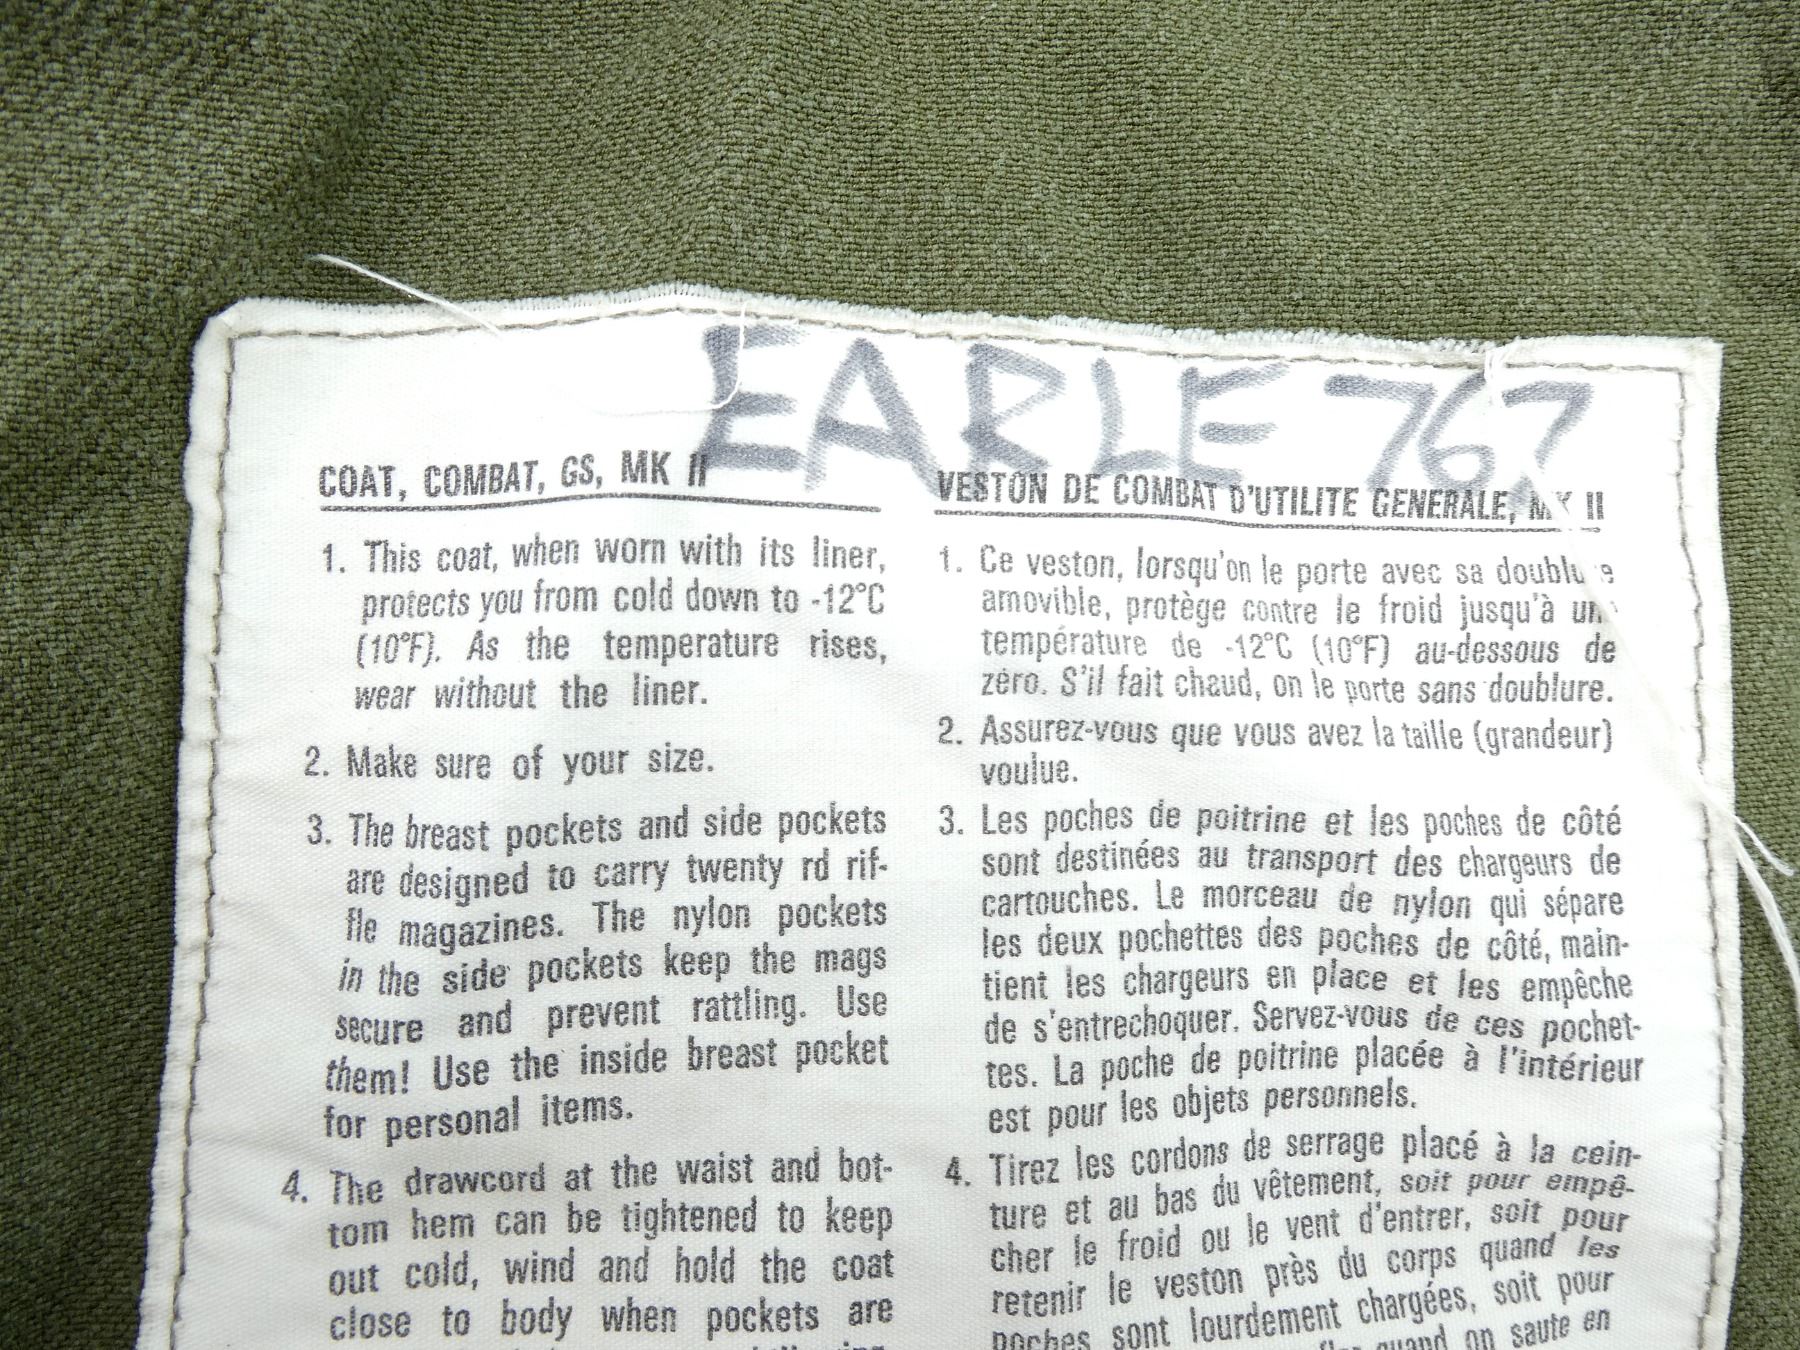 EARLE 767
COAT, COMBAT, GS, MK II
1. This coat, when worn with its liner,
protects you from cold down to -12°C
(10°F). As the temperature rises,
wear without the liner.
2. Make sure of your size.
3. The breast pockets and side pockets
are designed to carry twenty rd rif-
fle magazines. The nylon pockets
in the side pockets keep the mags
secure and prevent rattling. Use
them! Use the inside breast pocket
for personal items.
4. The drawcord at the waist and bot-
tom hem can be tightened to keep
out cold, wind and hold the coat
close to body when pockets are
VESTON DE COMBAT D'UTILITE GENERALE, MK II
1. Ce veston, lorsqu'on le porte avec sa doublure
amovible, protège contre le froid jusqu'à une
température de -12°C (10°F) au-dessous de
zéro. S'il fait chaud, on le porte sans doublure.
2. Assurez-vous que vous avez la taille (grandeur)
voulue.
3. Les poches de poitrine et les poches de côté
sont destinées au transport des chargeurs de
cartouches. Le morceau de nylon qui sépare
les deux pochettes des poches de côté, main-
tient les chargeurs en place et les empêche
de s'entrechoquer. Servez-vous de ces pochet-
tes. La poche de poitrine placée à l'intérieur
est pour les objets personnels.
4. Tirez les cordons de serrage placé à la cein-
ture et au bas du vêtement, soit pour empê-
cher le froid ou le vent d'entrer, soit pour
retenir le veston près du corps quand les
poches sont lourdement chargées, soit pour
quand on saute en